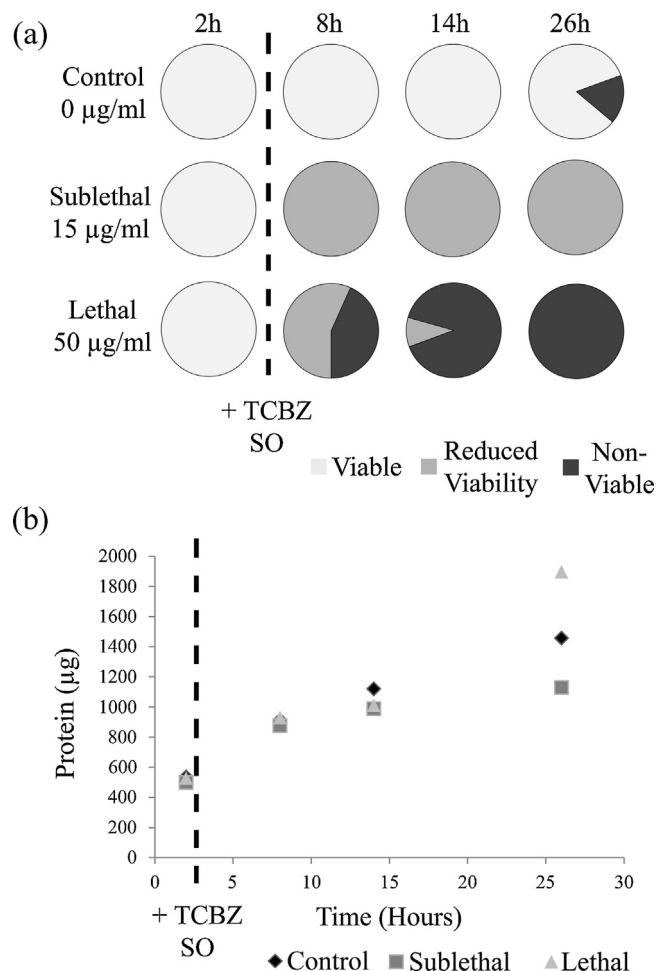 (a)
2h 8h 14h 26h
Control
0 µg/ml
Sublethal
15 µg/ml
Lethal
50 µg/ml
+ TCBZ
SO
Viable Reduced Viability Non-Viable
(b)
Protein (µg)
2000
1800
1600
1400
1200
1000
800
600
400
200
0
0 5 10 15 20 25 30
+ TCBZ
SO
Time (Hours)
Control Sublethal Lethal